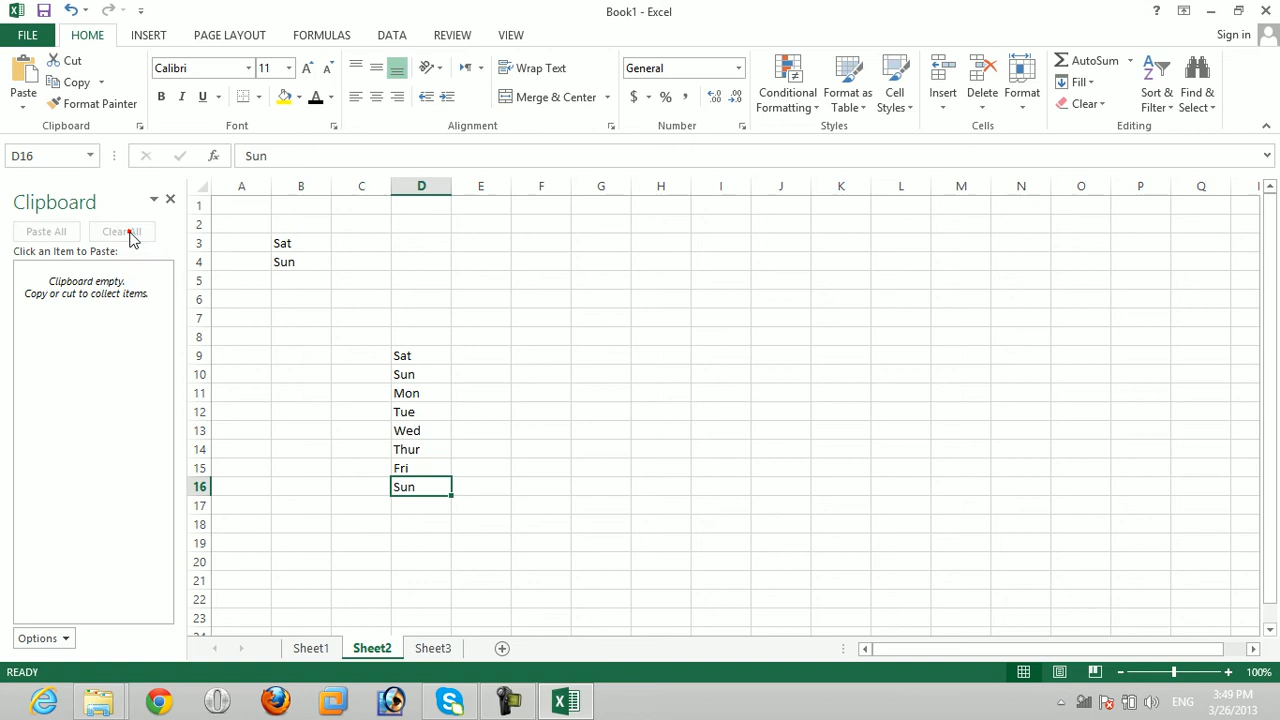 Book1 - Excel
?
FILE HOME INSERT PAGE LAYOUT FORMULAS DATA REVIEW VIEW Sign in
Paste
Cut
Copy
Format Painter
Clipboard
Calibri 11 A A
B I U A
Font
Wrap Text
Merge & Center
Alignment
General
$ % ,
Number
Conditional Formatting
Format as Table
Cell Styles
Styles
Insert
Delete
Format
Cells
AutoSum
Fill
Clear
Sort & Filter
Find & Select
Editing
D16 fx Sun
Clipboard
Paste All Clear All
Click an Item to Paste:
Clipboard empty.
Copy or cut to collect items.
Options
A B C D E F G H I J K L M N O P Q
1
2
3 Sat
4 Sun
5
6
7
8
9 Sat
10 Sun
11 Mon
12 Tue
13 Wed
14 Thur
15 Fri
16 Sun
17
18
19
20
21
22
23
24
Sheet1 Sheet2 Sheet3
READY 100%
ENG
3:49 PM
3/26/2013